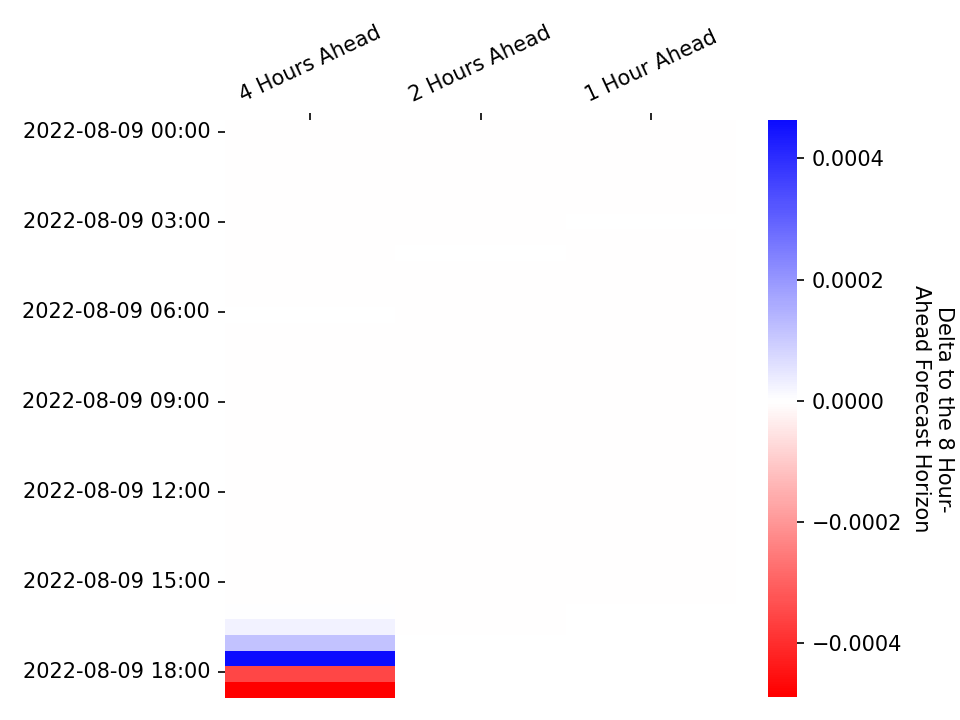 4 Hours Ahead
2 Hours Ahead
1 Hour Ahead
2022-08-09 00:00
2022-08-09 03:00
2022-08-09 06:00
2022-08-09 09:00
2022-08-09 12:00
2022-08-09 15:00
2022-08-09 18:00
0.0004
0.0002
0.0000
−0.0002
−0.0004
Delta to the 8 Hour-
Ahead Forecast Horizon